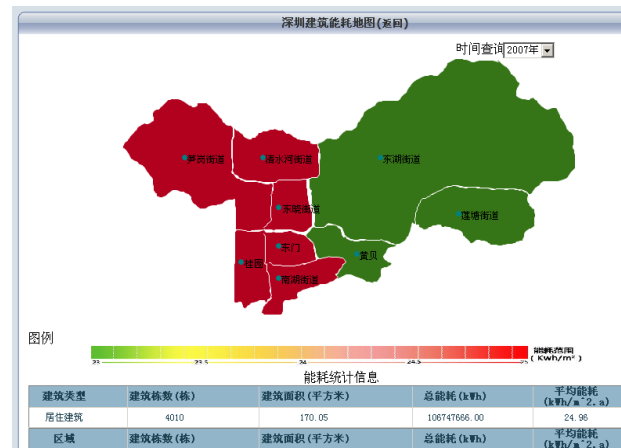 深圳建筑能耗地图(返回)
时间查询 2007年
笋岗街道
清水河街道
东湖街道
东晓街道
莲塘街道
东门
黄贝
桂园
南湖街道
图例
能耗范围
23 23.5 24 24.5 25 ( Kwh/m² )
能耗统计信息
建筑类型 建筑栋数(栋) 建筑面积(平方米) 总能耗(kWh) 平均能耗(kWh/m^2.a)
居住建筑 4010 170.05 106747666.00 24.96
区域 建筑栋数(栋) 建筑面积(平方米) 总能耗(kWh) 平均能耗(kWh/m^2.a)